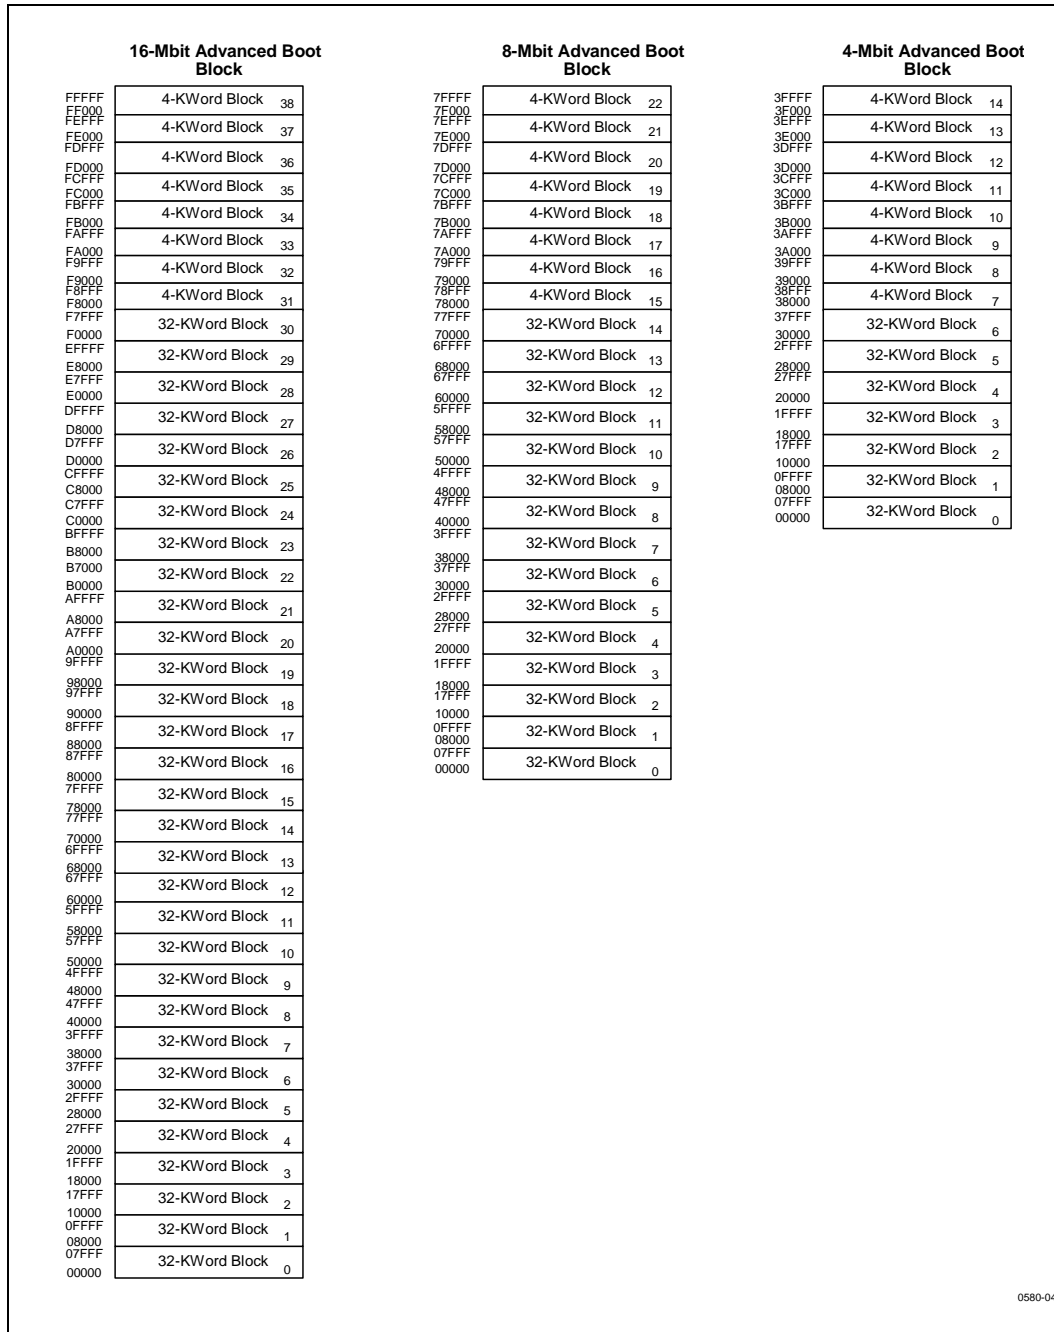 16-Mbit Advanced Boot
Block
FFFFF
4-KWord Block 38
FF000
FEFFF
4-KWord Block 37
FE000
FDFFF
4-KWord Block 36
FD000
FCFFF
4-KWord Block 35
FC000
FBFFF
4-KWord Block 34
FB000
FAFFF
4-KWord Block 33
FA000
F9FFF
4-KWord Block 32
F9000
F8FFF
4-KWord Block 31
F8000
F7FFF
32-KWord Block 30
F0000
EFFFF
32-KWord Block 29
E8000
E7FFF
32-KWord Block 28
E0000
DFFFF
32-KWord Block 27
D8000
D7FFF
32-KWord Block 26
D0000
CFFFF
32-KWord Block 25
C8000
C7FFF
32-KWord Block 24
C0000
BFFFF
32-KWord Block 23
B8000
B7000
32-KWord Block 22
B0000
AFFFF
32-KWord Block 21
A8000
A7FFF
32-KWord Block 20
A0000
9FFFF
32-KWord Block 19
98000
97FFF
32-KWord Block 18
90000
8FFFF
32-KWord Block 17
88000
87FFF
32-KWord Block 16
80000
7FFFF
32-KWord Block 15
78000
77FFF
32-KWord Block 14
70000
6FFFF
32-KWord Block 13
68000
67FFF
32-KWord Block 12
60000
5FFFF
32-KWord Block 11
58000
57FFF
32-KWord Block 10
50000
4FFFF
32-KWord Block 9
48000
47FFF
32-KWord Block 8
40000
3FFFF
32-KWord Block 7
38000
37FFF
32-KWord Block 6
30000
2FFFF
32-KWord Block 5
28000
27FFF
32-KWord Block 4
20000
1FFFF
32-KWord Block 3
18000
17FFF
32-KWord Block 2
10000
0FFFF
32-KWord Block 1
08000
07FFF
32-KWord Block 0
00000
8-Mbit Advanced Boot
Block
7FFFF
4-KWord Block 22
7F000
7EFFF
4-KWord Block 21
7E000
7DFFF
4-KWord Block 20
7D000
7CFFF
4-KWord Block 19
7C000
7BFFF
4-KWord Block 18
7B000
7AFFF
4-KWord Block 17
7A000
79FFF
4-KWord Block 16
79000
78FFF
4-KWord Block 15
78000
77FFF
32-KWord Block 14
70000
6FFFF
32-KWord Block 13
68000
67FFF
32-KWord Block 12
60000
5FFFF
32-KWord Block 11
58000
57FFF
32-KWord Block 10
50000
4FFFF
32-KWord Block 9
48000
47FFF
32-KWord Block 8
40000
3FFFF
32-KWord Block 7
38000
37FFF
32-KWord Block 6
30000
2FFFF
32-KWord Block 5
28000
27FFF
32-KWord Block 4
20000
1FFFF
32-KWord Block 3
18000
17FFF
32-KWord Block 2
10000
0FFFF
32-KWord Block 1
08000
07FFF
32-KWord Block 0
00000
4-Mbit Advanced Boot
Block
3FFFF
4-KWord Block 14
3F000
3EFFF
4-KWord Block 13
3E000
3DFFF
4-KWord Block 12
3D000
3CFFF
4-KWord Block 11
3C000
3BFFF
4-KWord Block 10
3B000
3AFFF
4-KWord Block 9
3A000
39FFF
4-KWord Block 8
39000
38FFF
4-KWord Block 7
38000
37FFF
32-KWord Block 6
30000
2FFFF
32-KWord Block 5
28000
27FFF
32-KWord Block 4
20000
1FFFF
32-KWord Block 3
18000
17FFF
32-KWord Block 2
10000
0FFFF
32-KWord Block 1
08000
07FFF
32-KWord Block 0
00000
0580-04